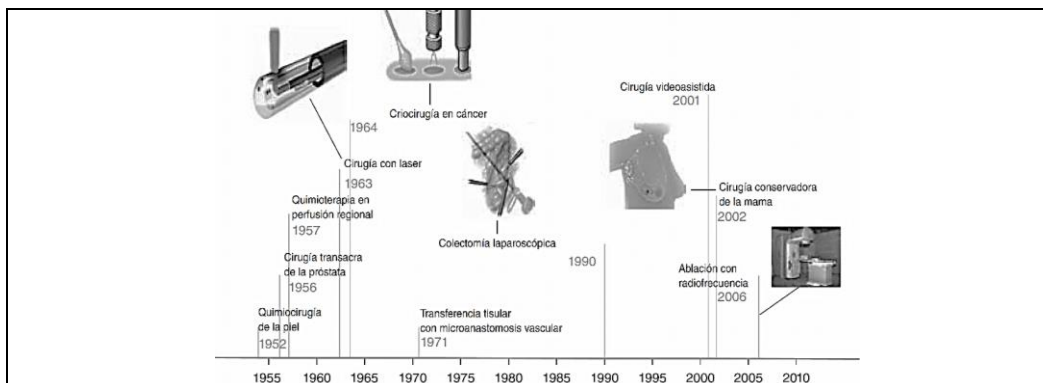 Cirugía videoasistida
2001
Criocirugía en cáncer
1964
Cirugía con laser
1963
Cirugía conservadora
de la mama
2002
Quimioterapia en
perfusión regional
1957
Colectomía laparoscópica
1990
Cirugía transacra
de la próstata
1956
Ablación con
radiofrecuencia
2006
Quimiocirugía
de la piel
1952
Transferencia tisular
con microanastomosis vascular
1971
1955 1960 1965 1970 1975 1980 1985 1990 1995 2000 2005 2010